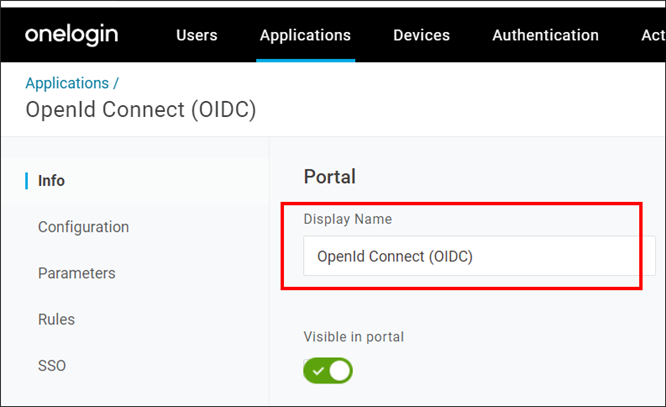 onelogin Users Applications Devices Authentication Act
Applications /
OpenId Connect (OIDC)
Info
Configuration
Parameters
Rules
SSO
Portal
Display Name
OpenId Connect (OIDC)
Visible in portal